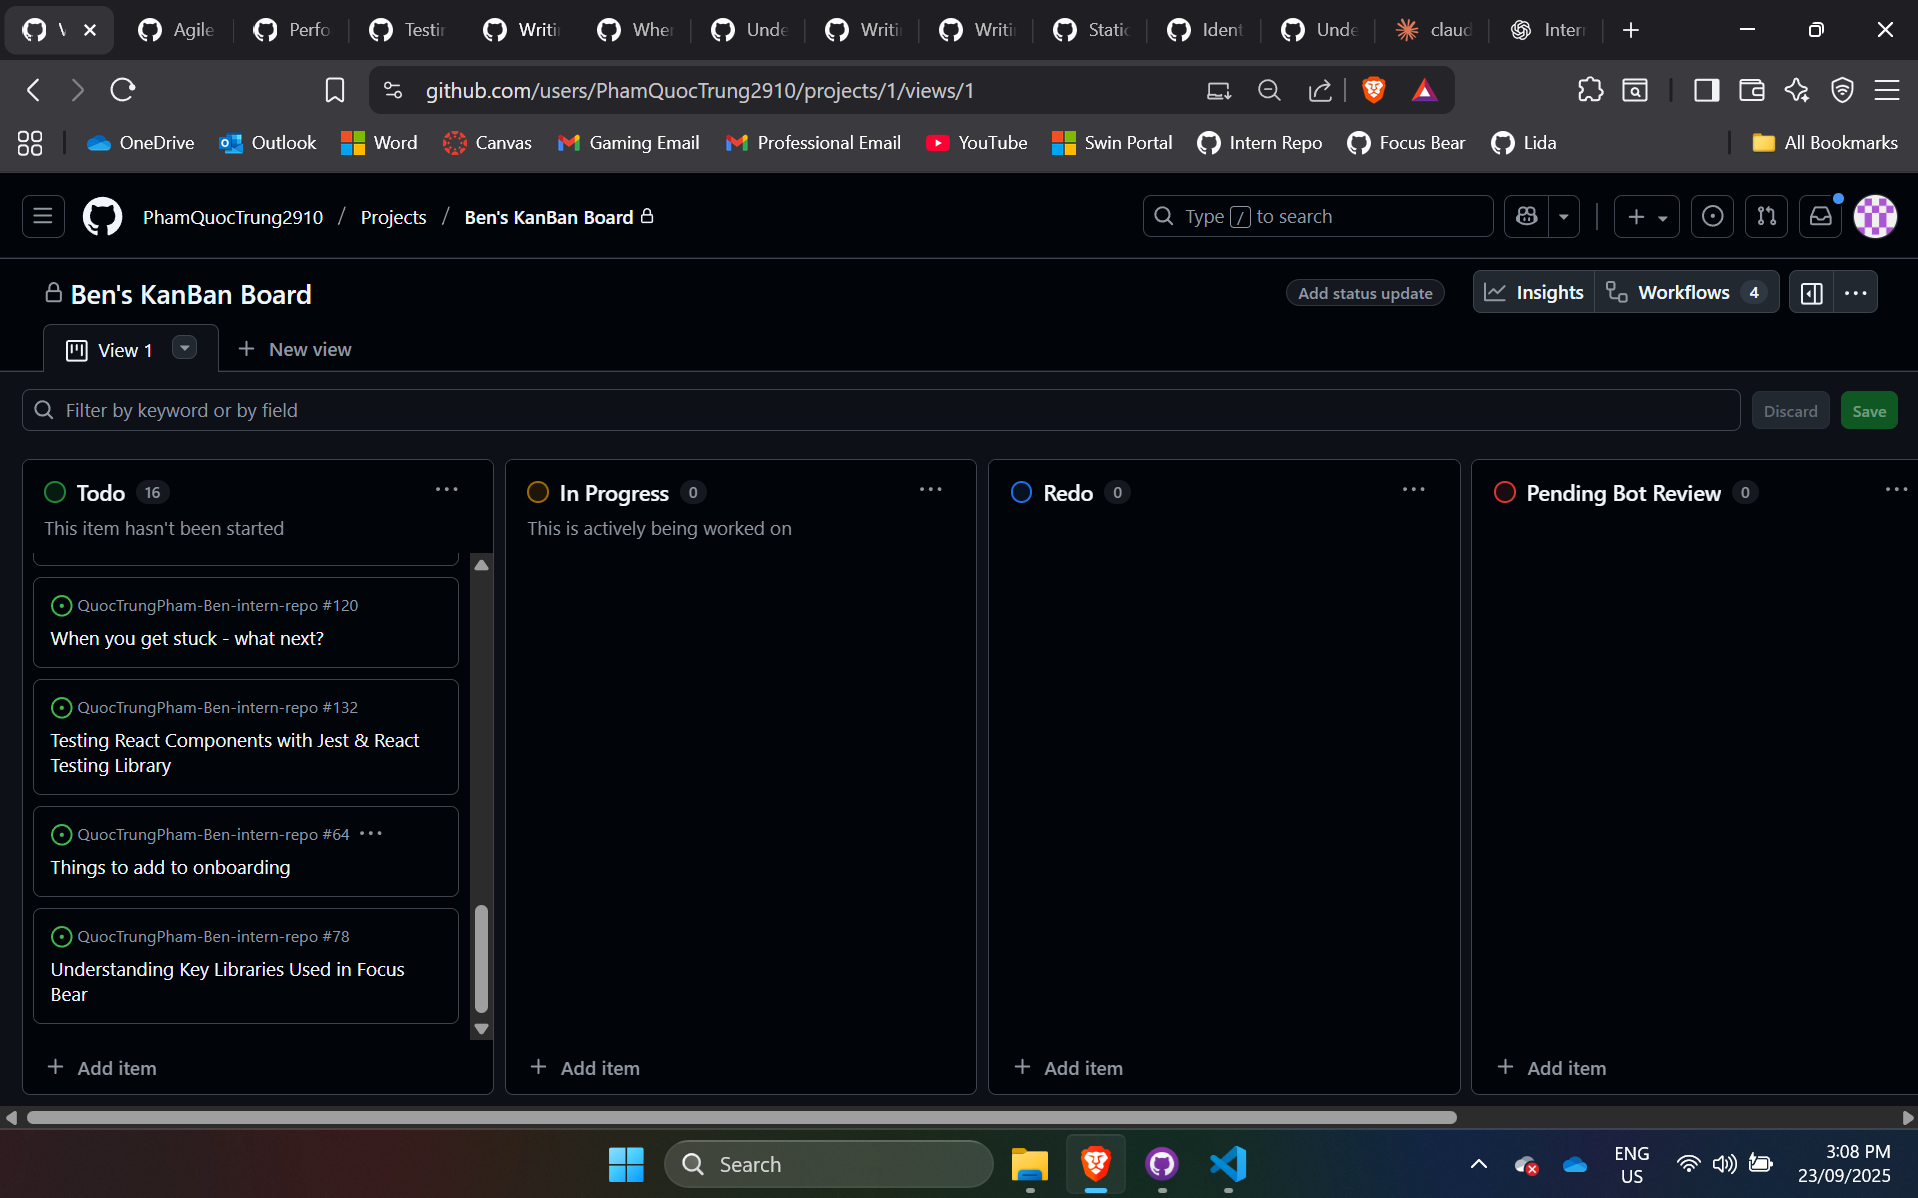 Agile
Perfo
Testin
Writi
Wher
Unde
Writi
Writi
Static
Ident
Unde
claud
Inter
github.com/users/PhamQuocTrung2910/projects/1/views/1
OneDrive
Outlook
Word
Canvas
Gaming Email
Professional Email
YouTube
Swin Portal
Intern Repo
Focus Bear
Lida
All Bookmarks
PhamQuocTrung2910 / Projects / Ben's KanBan Board
Type / to search
Ben's KanBan Board
Add status update
Insights
Workflows 4
View 1
New view
Filter by keyword or by field
Discard
Save
Todo 16
This item hasn't been started
QuocTrungPham-Ben-intern-repo #120
When you get stuck - what next?
QuocTrungPham-Ben-intern-repo #132
Testing React Components with Jest & React
Testing Library
QuocTrungPham-Ben-intern-repo #64
Things to add to onboarding
QuocTrungPham-Ben-intern-repo #78
Understanding Key Libraries Used in Focus
Bear
Add item
In Progress 0
This is actively being worked on
Add item
Redo 0
Add item
Pending Bot Review 0
Add item
Search
ENG
US
3:08 PM
23/09/2025